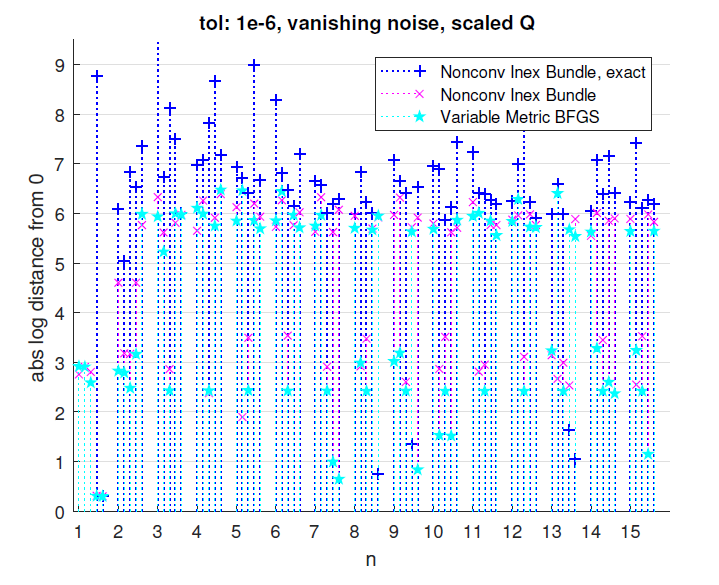 tol: 1e-6, vanishing noise, scaled Q
Nonconv Inex Bundle, exact
Nonconv Inex Bundle
Variable Metric BFGS
abs log distance from 0
9
8
7
6
5
4
3
2
1
0
1 2 3 4 5 6 7 8 9 10 11 12 13 14 15
n